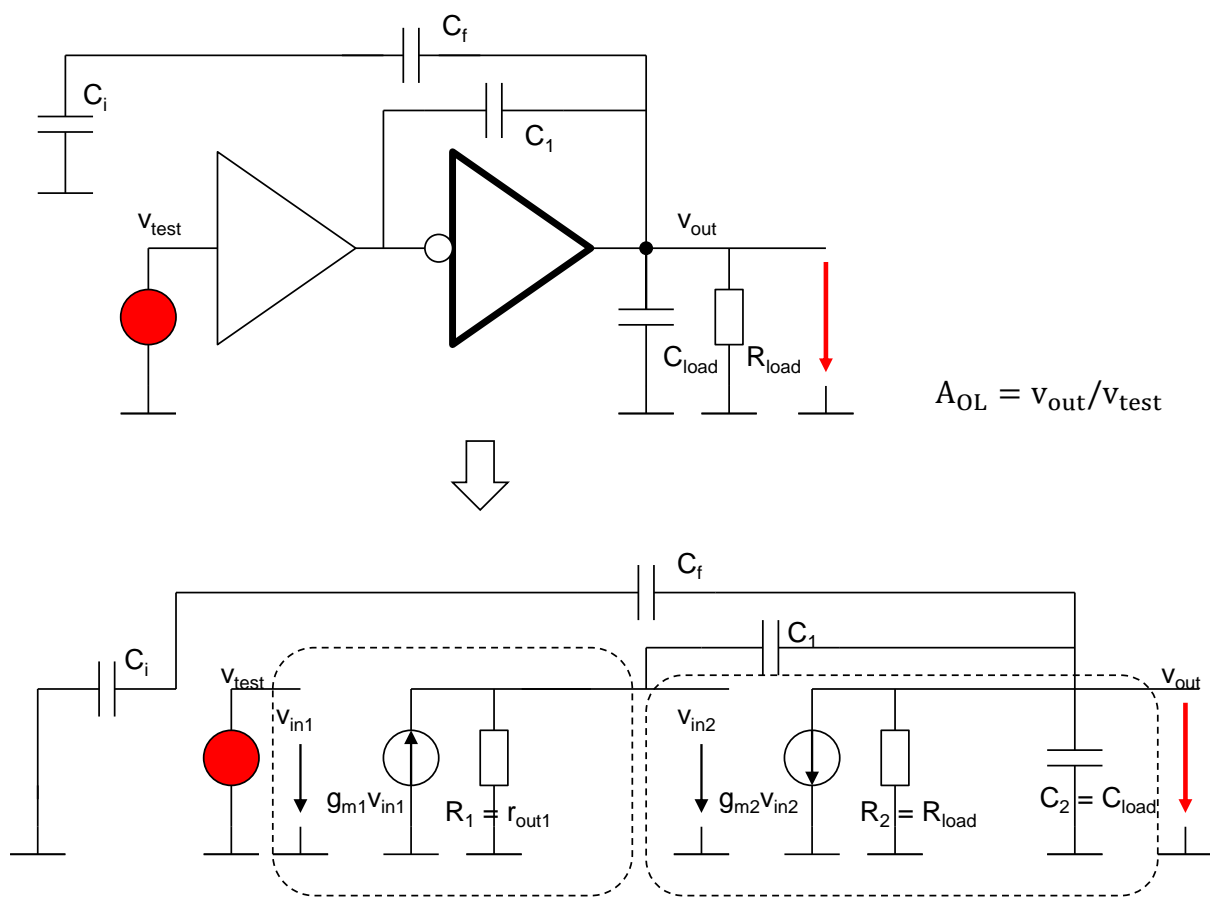 C_f
C_i
C_1
v_test
v_out
C_load
R_load
A_OL = v_out/v_test
C_f
C_1
C_i
v_test
v_out
v_in1
v_in2
g_m1v_in1
R_1 = r_out1
g_m2v_in2
R_2 = R_load
C_2 = C_load